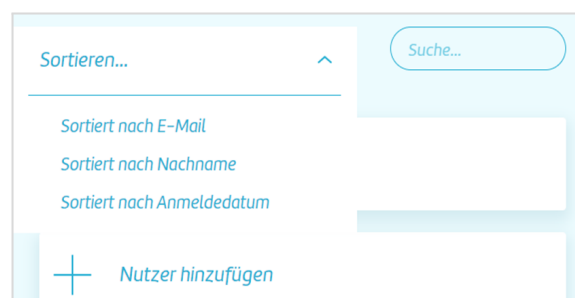 Sortieren...
Suche...
Sortiert nach E-Mail
Sortiert nach Nachname
Sortiert nach Anmeldedatum
Nutzer hinzufügen